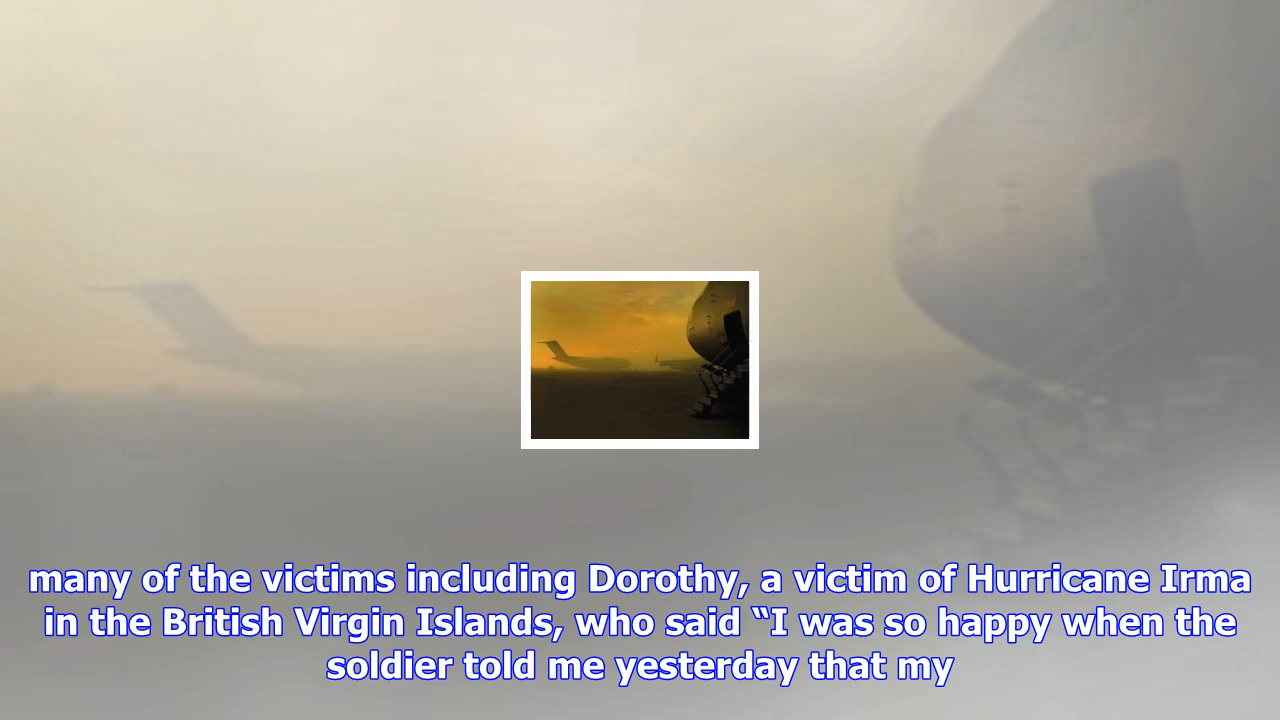 many of the victims including Dorothy, a victim of Hurricane Irma
in the British Virgin Islands, who said “I was so happy when the
soldier told me yesterday that my